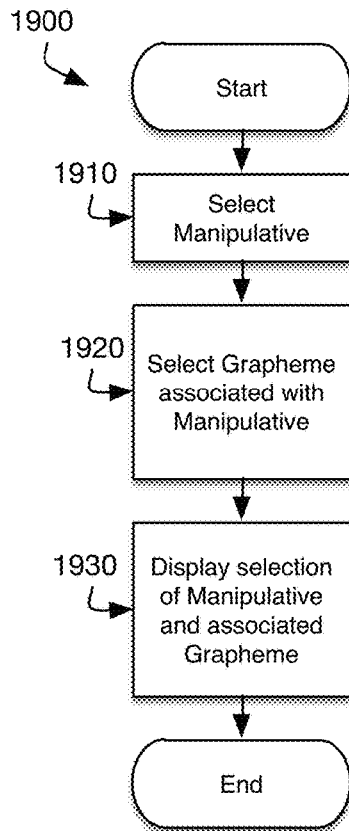 1900
Start
1910
Select
Manipulative
1920
Select Grapheme
associated with
Manipulative
1930
Display selection
of Manipulative
and associated
Grapheme
End